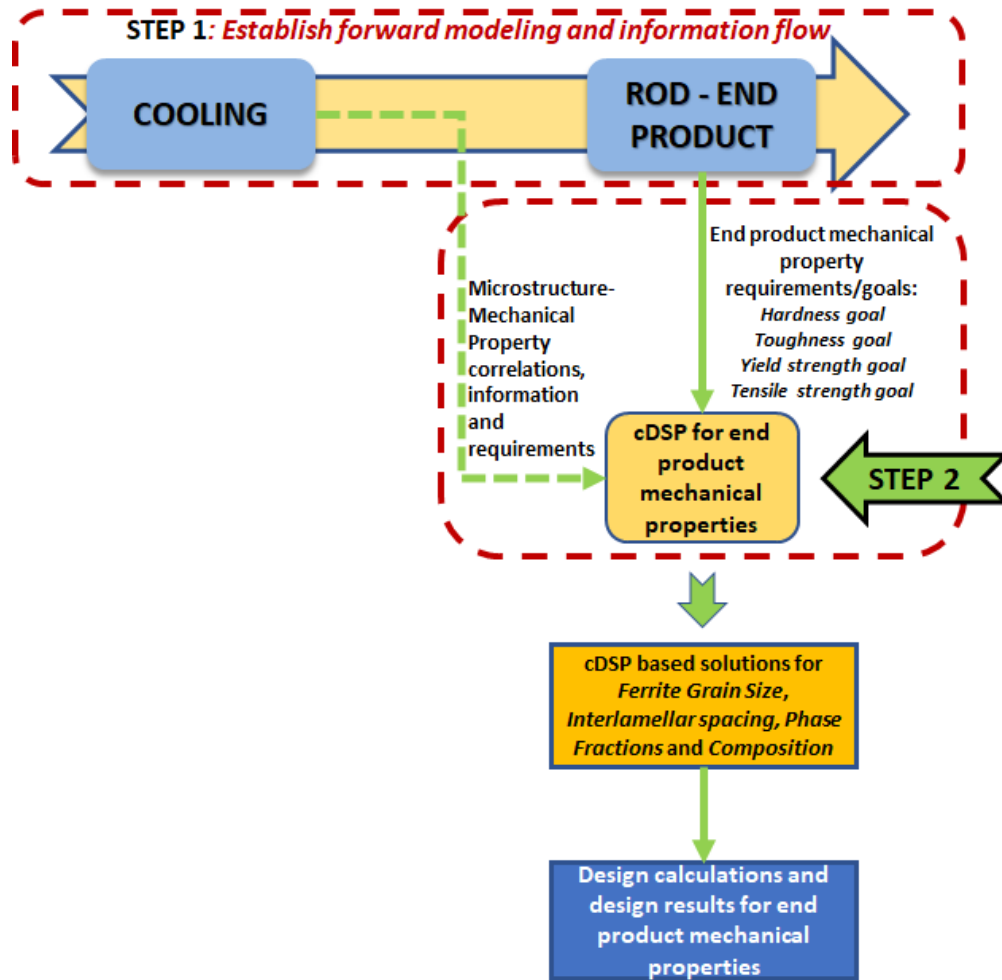 STEP 1: Establish forward modeling and information flow
COOLING
ROD - END
PRODUCT
Microstructure-
Mechanical
Property
correlations,
information
and
requirements
End product mechanical
property
requirements/goals:
Hardness goal
Toughness goal
Yield strength goal
Tensile strength goal
cDSP for end
product
mechanical
properties
STEP 2
cDSP based solutions for
Ferrite Grain Size,
Interlamellar spacing, Phase
Fractions and Composition
Design calculations and
design results for end
product mechanical
properties